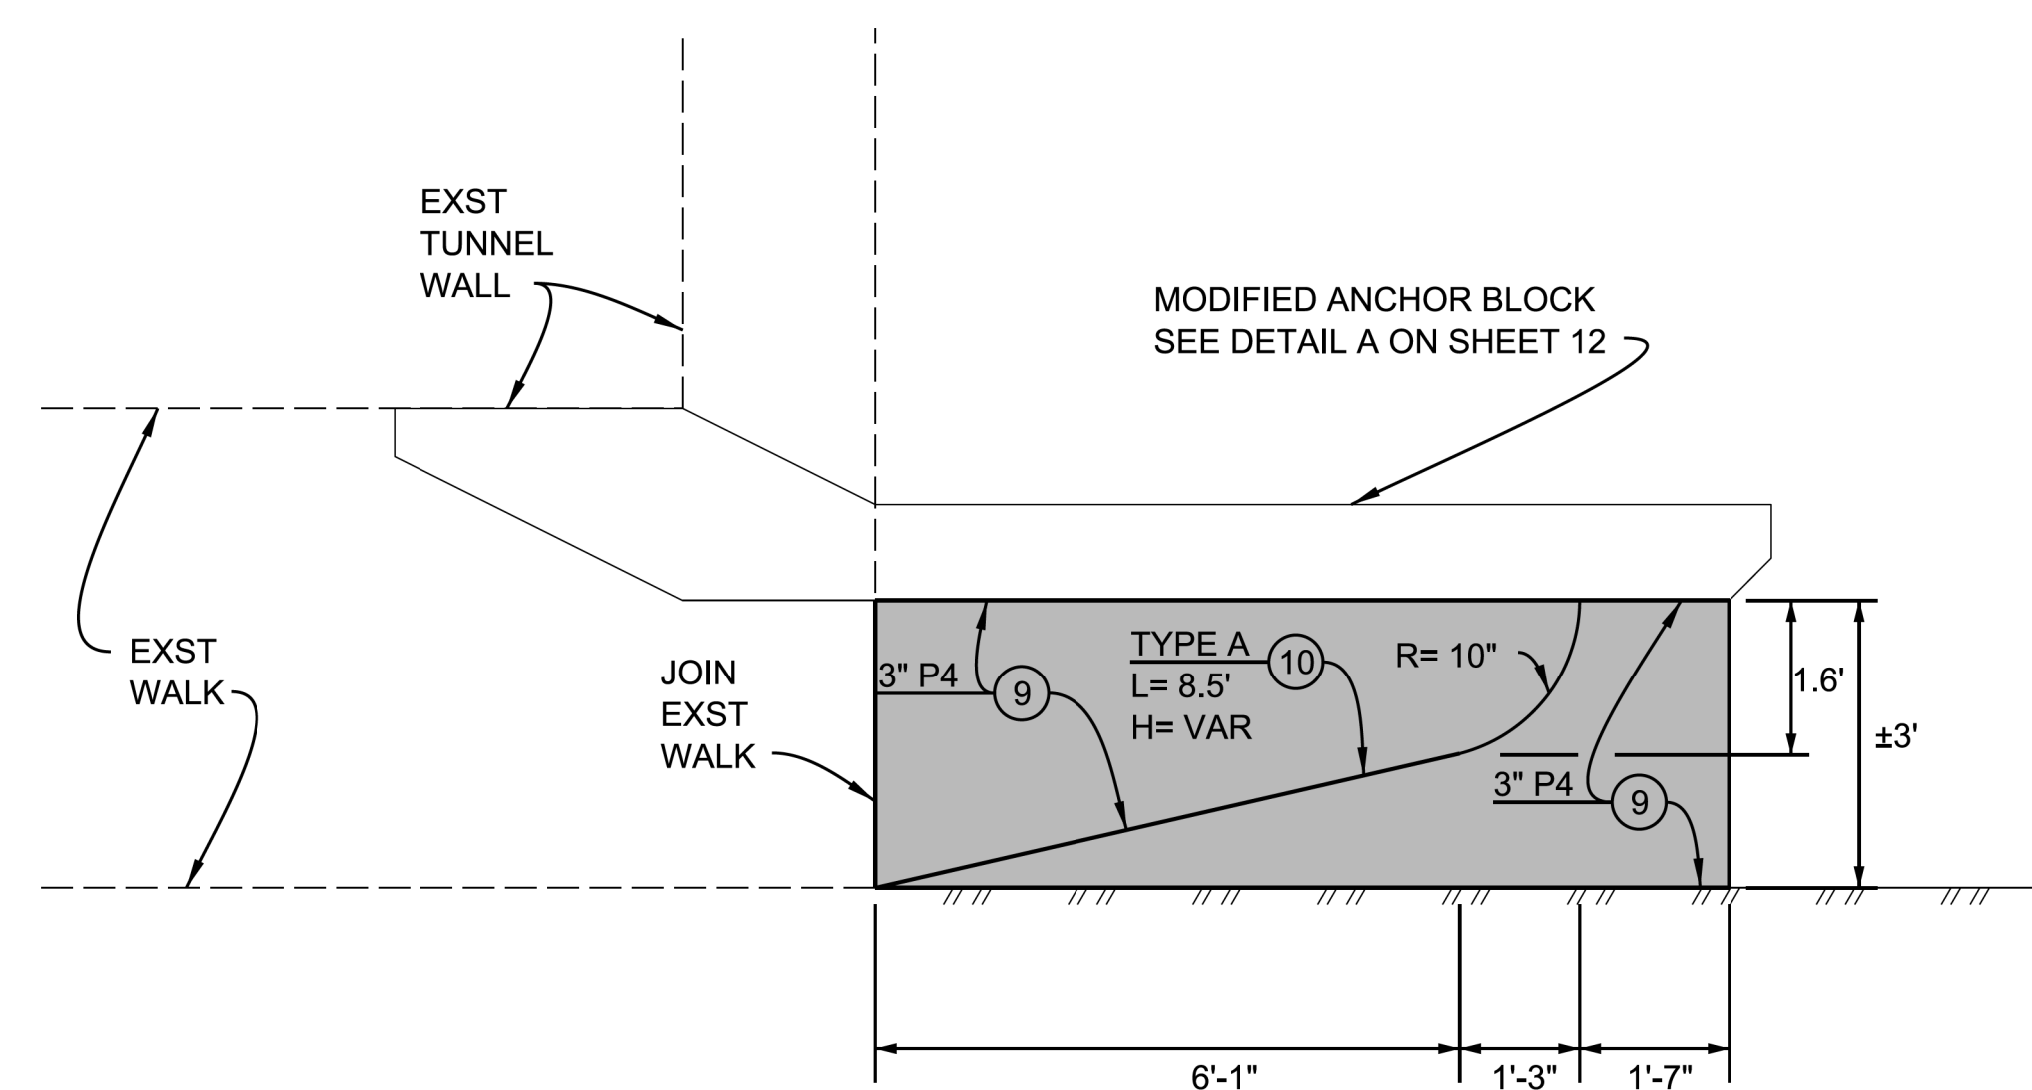 EXST
TUNNEL
WALL
MODIFIED ANCHOR BLOCK
SEE DETAIL A ON SHEET 12
EXST
WALK
JOIN
EXST
WALK
3" P4
9
TYPE A
10
L= 8.5'
H= VAR
R= 10"
1.6'
±3'
3" P4
9
6'-1"
1'-3"
1'-7"